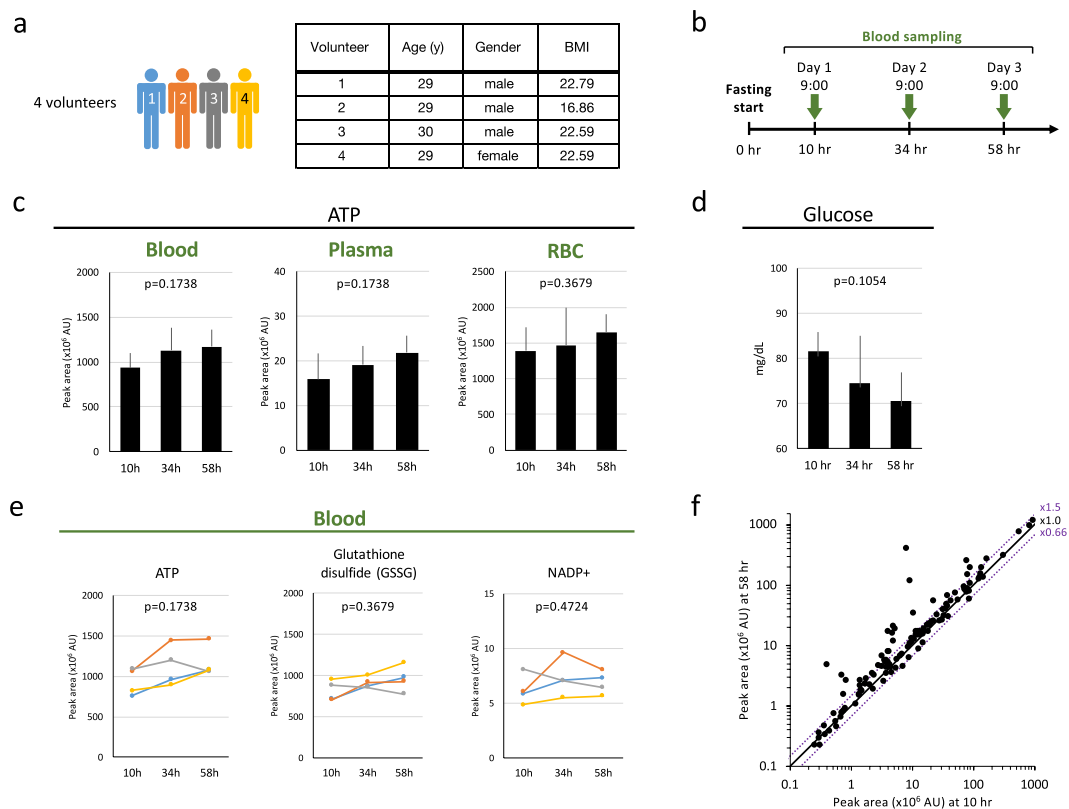 a
4 volunteers
1 2 3 4
Volunteer Age (y) Gender BMI
1 29 male 22.79
2 29 male 16.86
3 30 male 22.59
4 29 female 22.59
b
Blood sampling
Day 1 Day 2 Day 3
9:00 9:00 9:00
Fasting
start
0 hr 10 hr 34 hr 58 hr
c
ATP
Blood
Peak area (x10⁶ AU)
2000
1500
1000
500
0
p=0.1738
10h 34h 58h
Plasma
Peak area (x10⁶ AU)
40
30
20
10
0
p=0.1738
10h 34h 58h
RBC
Peak area (x10⁶ AU)
2500
2000
1500
1000
500
0
p=0.3679
10h 34h 58h
d
Glucose
mg/dL
100
90
80
70
60
p=0.1054
10 hr 34 hr 58 hr
e
Blood
ATP
Peak area (x10⁶ AU)
2000
1500
1000
500
0
p=0.1738
10h 34h 58h
Glutathione
disulfide (GSSG)
Peak area (x10⁶ AU)
2000
1500
1000
500
0
p=0.3679
10h 34h 58h
NADP+
Peak area (x10⁶ AU)
15
10
5
0
p=0.4724
10h 34h 58h
f
x1.5
x1.0
x0.66
Peak area (x10⁶ AU) at 58 hr
1000
100
10
1
0.1
0.1 1 10 100 1000
Peak area (x10⁶ AU) at 10 hr